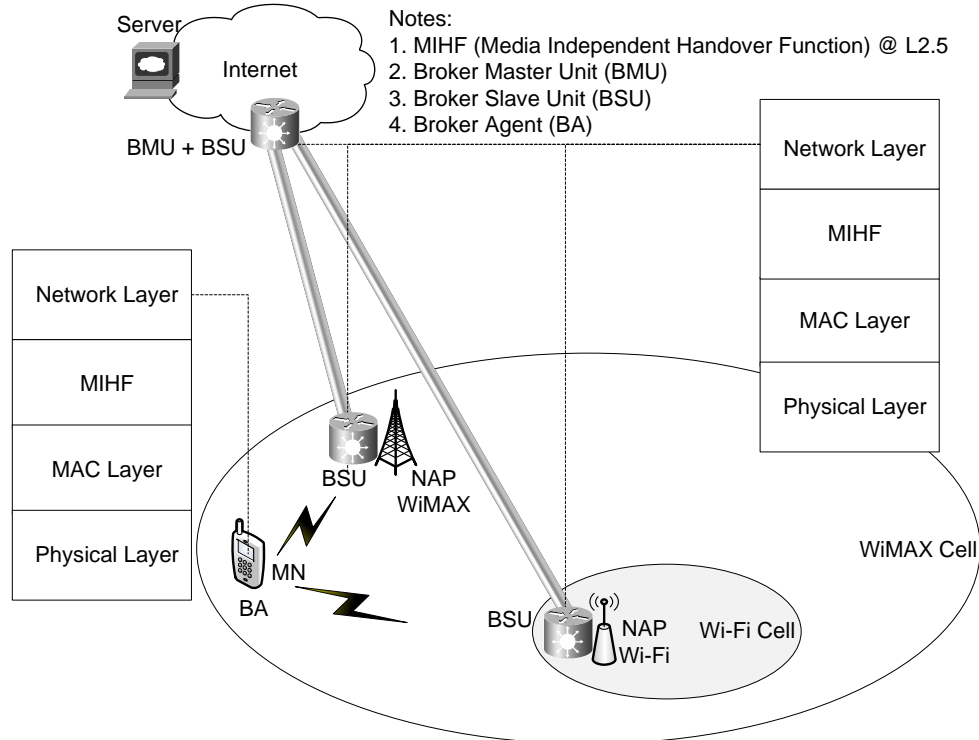 Server
Internet
BMU + BSU
Notes:
1. MIHF (Media Independent Handover Function) @ L2.5
2. Broker Master Unit (BMU)
3. Broker Slave Unit (BSU)
4. Broker Agent (BA)
Network Layer
MIHF
MAC Layer
Physical Layer
Network Layer
MIHF
MAC Layer
Physical Layer
BSU
NAP
WiMAX
MN
BA
WiMAX Cell
BSU
NAP
Wi-Fi
Wi-Fi Cell